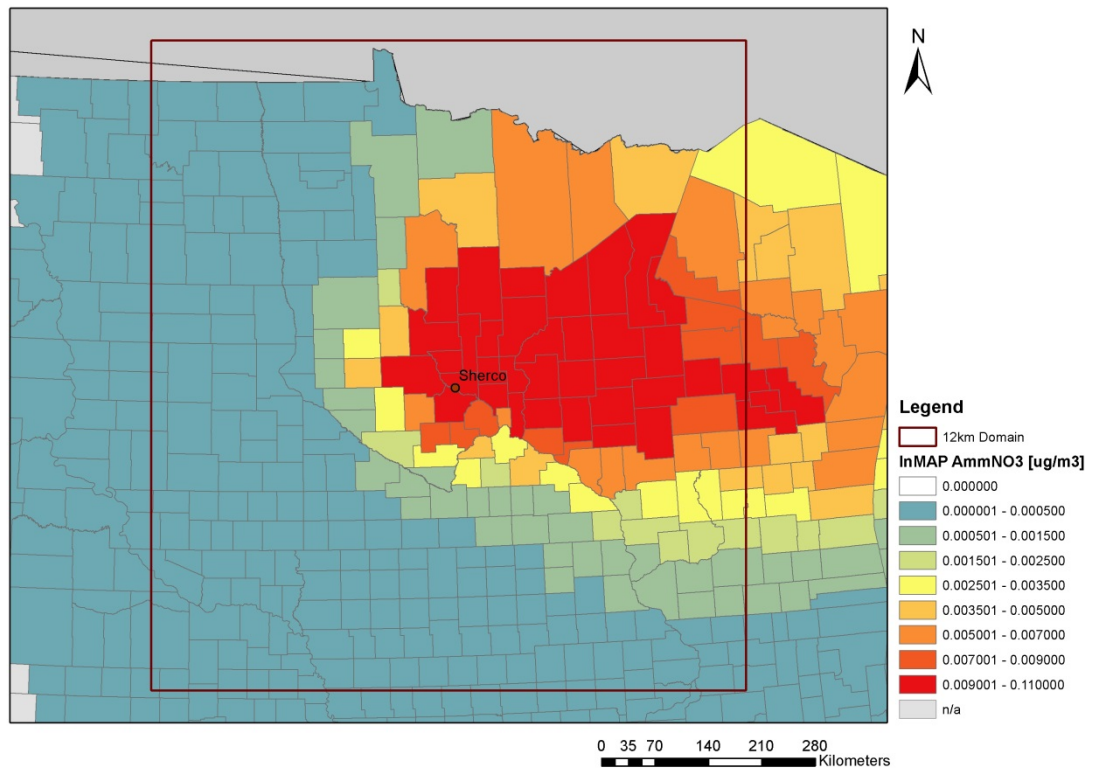 N
Sherco
Legend
12km Domain
InMAP AmmNO3 [ug/m3]
0.000000
0.000001 - 0.000500
0.000501 - 0.001500
0.001501 - 0.002500
0.002501 - 0.003500
0.003501 - 0.005000
0.005001 - 0.007000
0.007001 - 0.009000
0.009001 - 0.110000
n/a
0 35 70 140 210 280
Kilometers